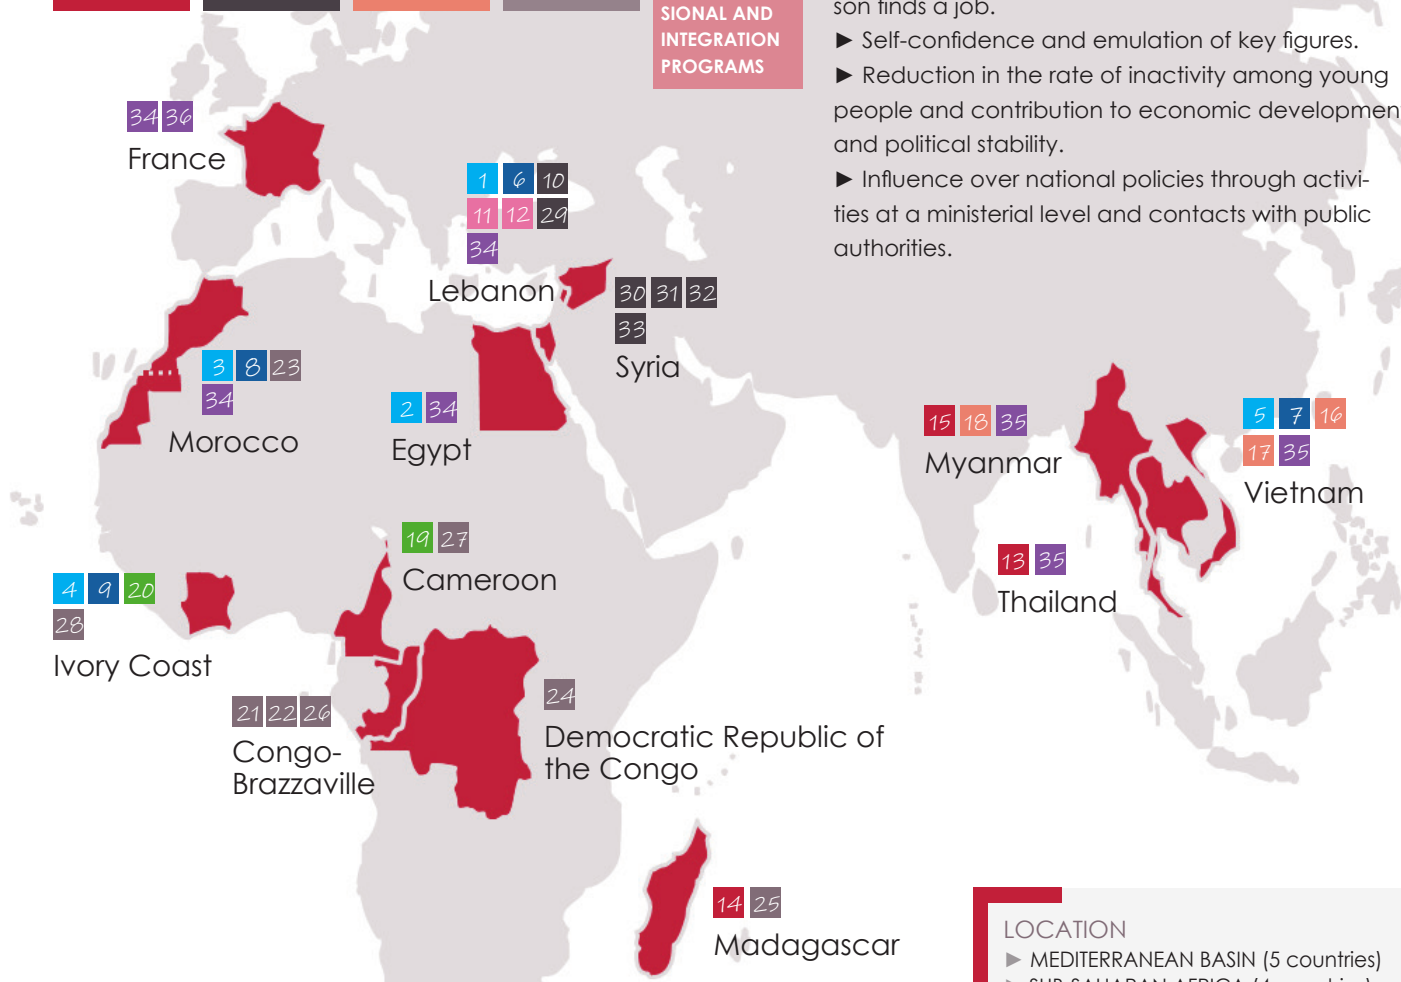 SIONAL AND
INTEGRATION
PROGRAMS
son finds a job.
► Self-confidence and emulation of key figures.
► Reduction in the rate of inactivity among young
people and contribution to economic developmen
and political stability.
► Influence over national policies through activi-
ties at a ministerial level and contacts with public
authorities.
34 36
France
1 6 10
11 12 29
34
Lebanon
30 31 32
33
Syria
3 8 23
34
Morocco
2 34
Egypt
15 18 35
Myanmar
5 7 16
17 35
Vietnam
13 35
Thailand
19 27
Cameroon
4 9 20
28
Ivory Coast
21 22 26
Congo-
Brazzaville
24
Democratic Republic of
the Congo
14 25
Madagascar
LOCATION
► MEDITERRANEAN BASIN (5 countries)